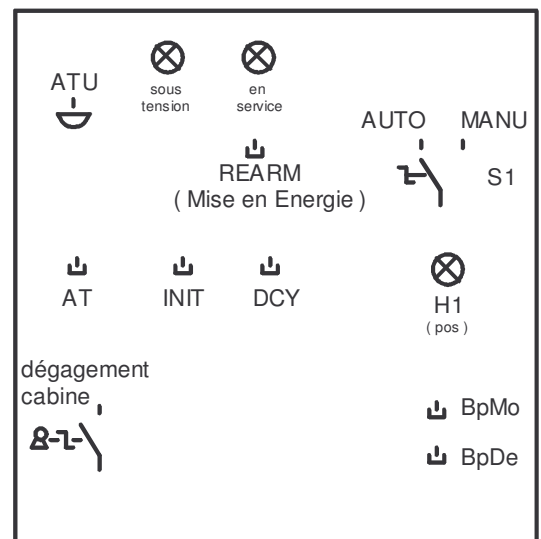 ATU
sous
tension
en
service
AUTO MANU
REARM
( Mise en Energie )
S1
AT INIT DCY
H1
( pos )
dégagement
cabine
BpMo
BpDe